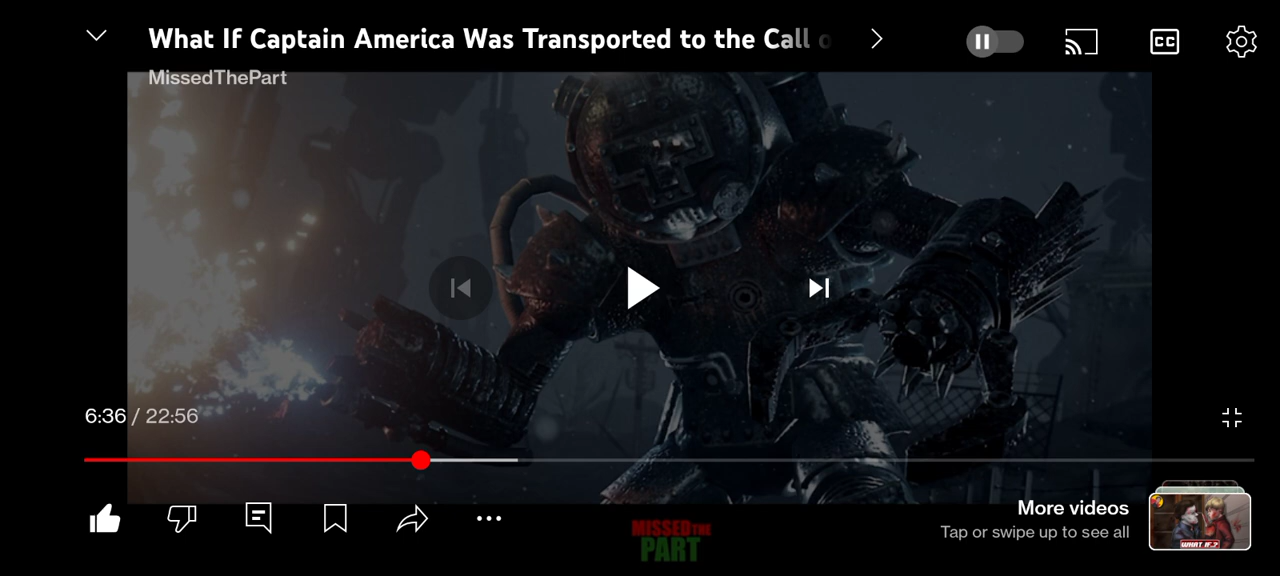 What If Captain America Was Transported to the Call o
MissedThePart
CC
6:36 / 22:56
More videos
Tap or swipe up to see all
WHAT IF..?
MISSED THE
PART